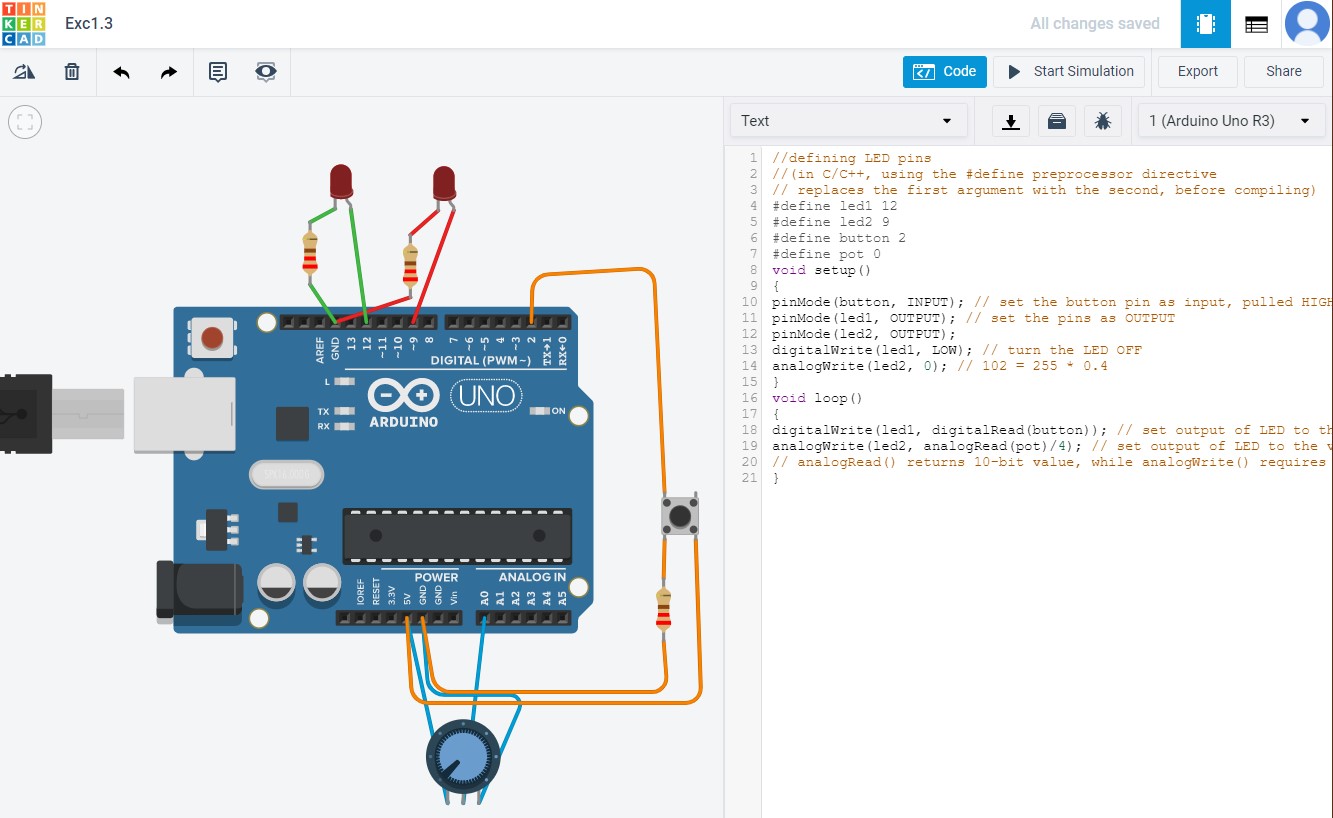 TIN
KER
CAD
Exc1.3
All changes saved
Code
Start Simulation
Export
Share
Text
1 (Arduino Uno R3)
AREF
GND
13
12
~11
~10
~9
8
7
~6
~5
4
~3
2
TX→1
RX←0
DIGITAL (PWM~)
L
TX
RX
ARDUINO
UNO
ON
POWER
ANALOG IN
IOREF
RESET
3.3V
5V
GND
GND
Vin
A0
A1
A2
A3
A4
A5
1 //defining LED pins
2 //(in C/C++, using the #define preprocessor directive
3 // replaces the first argument with the second, before compiling)
4 #define led1 12
5 #define led2 9
6 #define button 2
7 #define pot 0
8 void setup()
9 {
10 pinMode(button, INPUT); // set the button pin as input, pulled HIGH
11 pinMode(led1, OUTPUT); // set the pins as OUTPUT
12 pinMode(led2, OUTPUT);
13 digitalWrite(led1, LOW); // turn the LED OFF
14 analogWrite(led2, 0); // 102 = 255 * 0.4
15 }
16 void loop()
17 {
18 digitalWrite(led1, digitalRead(button)); // set output of LED to th
19 analogWrite(led2, analogRead(pot)/4); // set output of LED to the v
20 // analogRead() returns 10-bit value, while analogWrite() requires
21 }